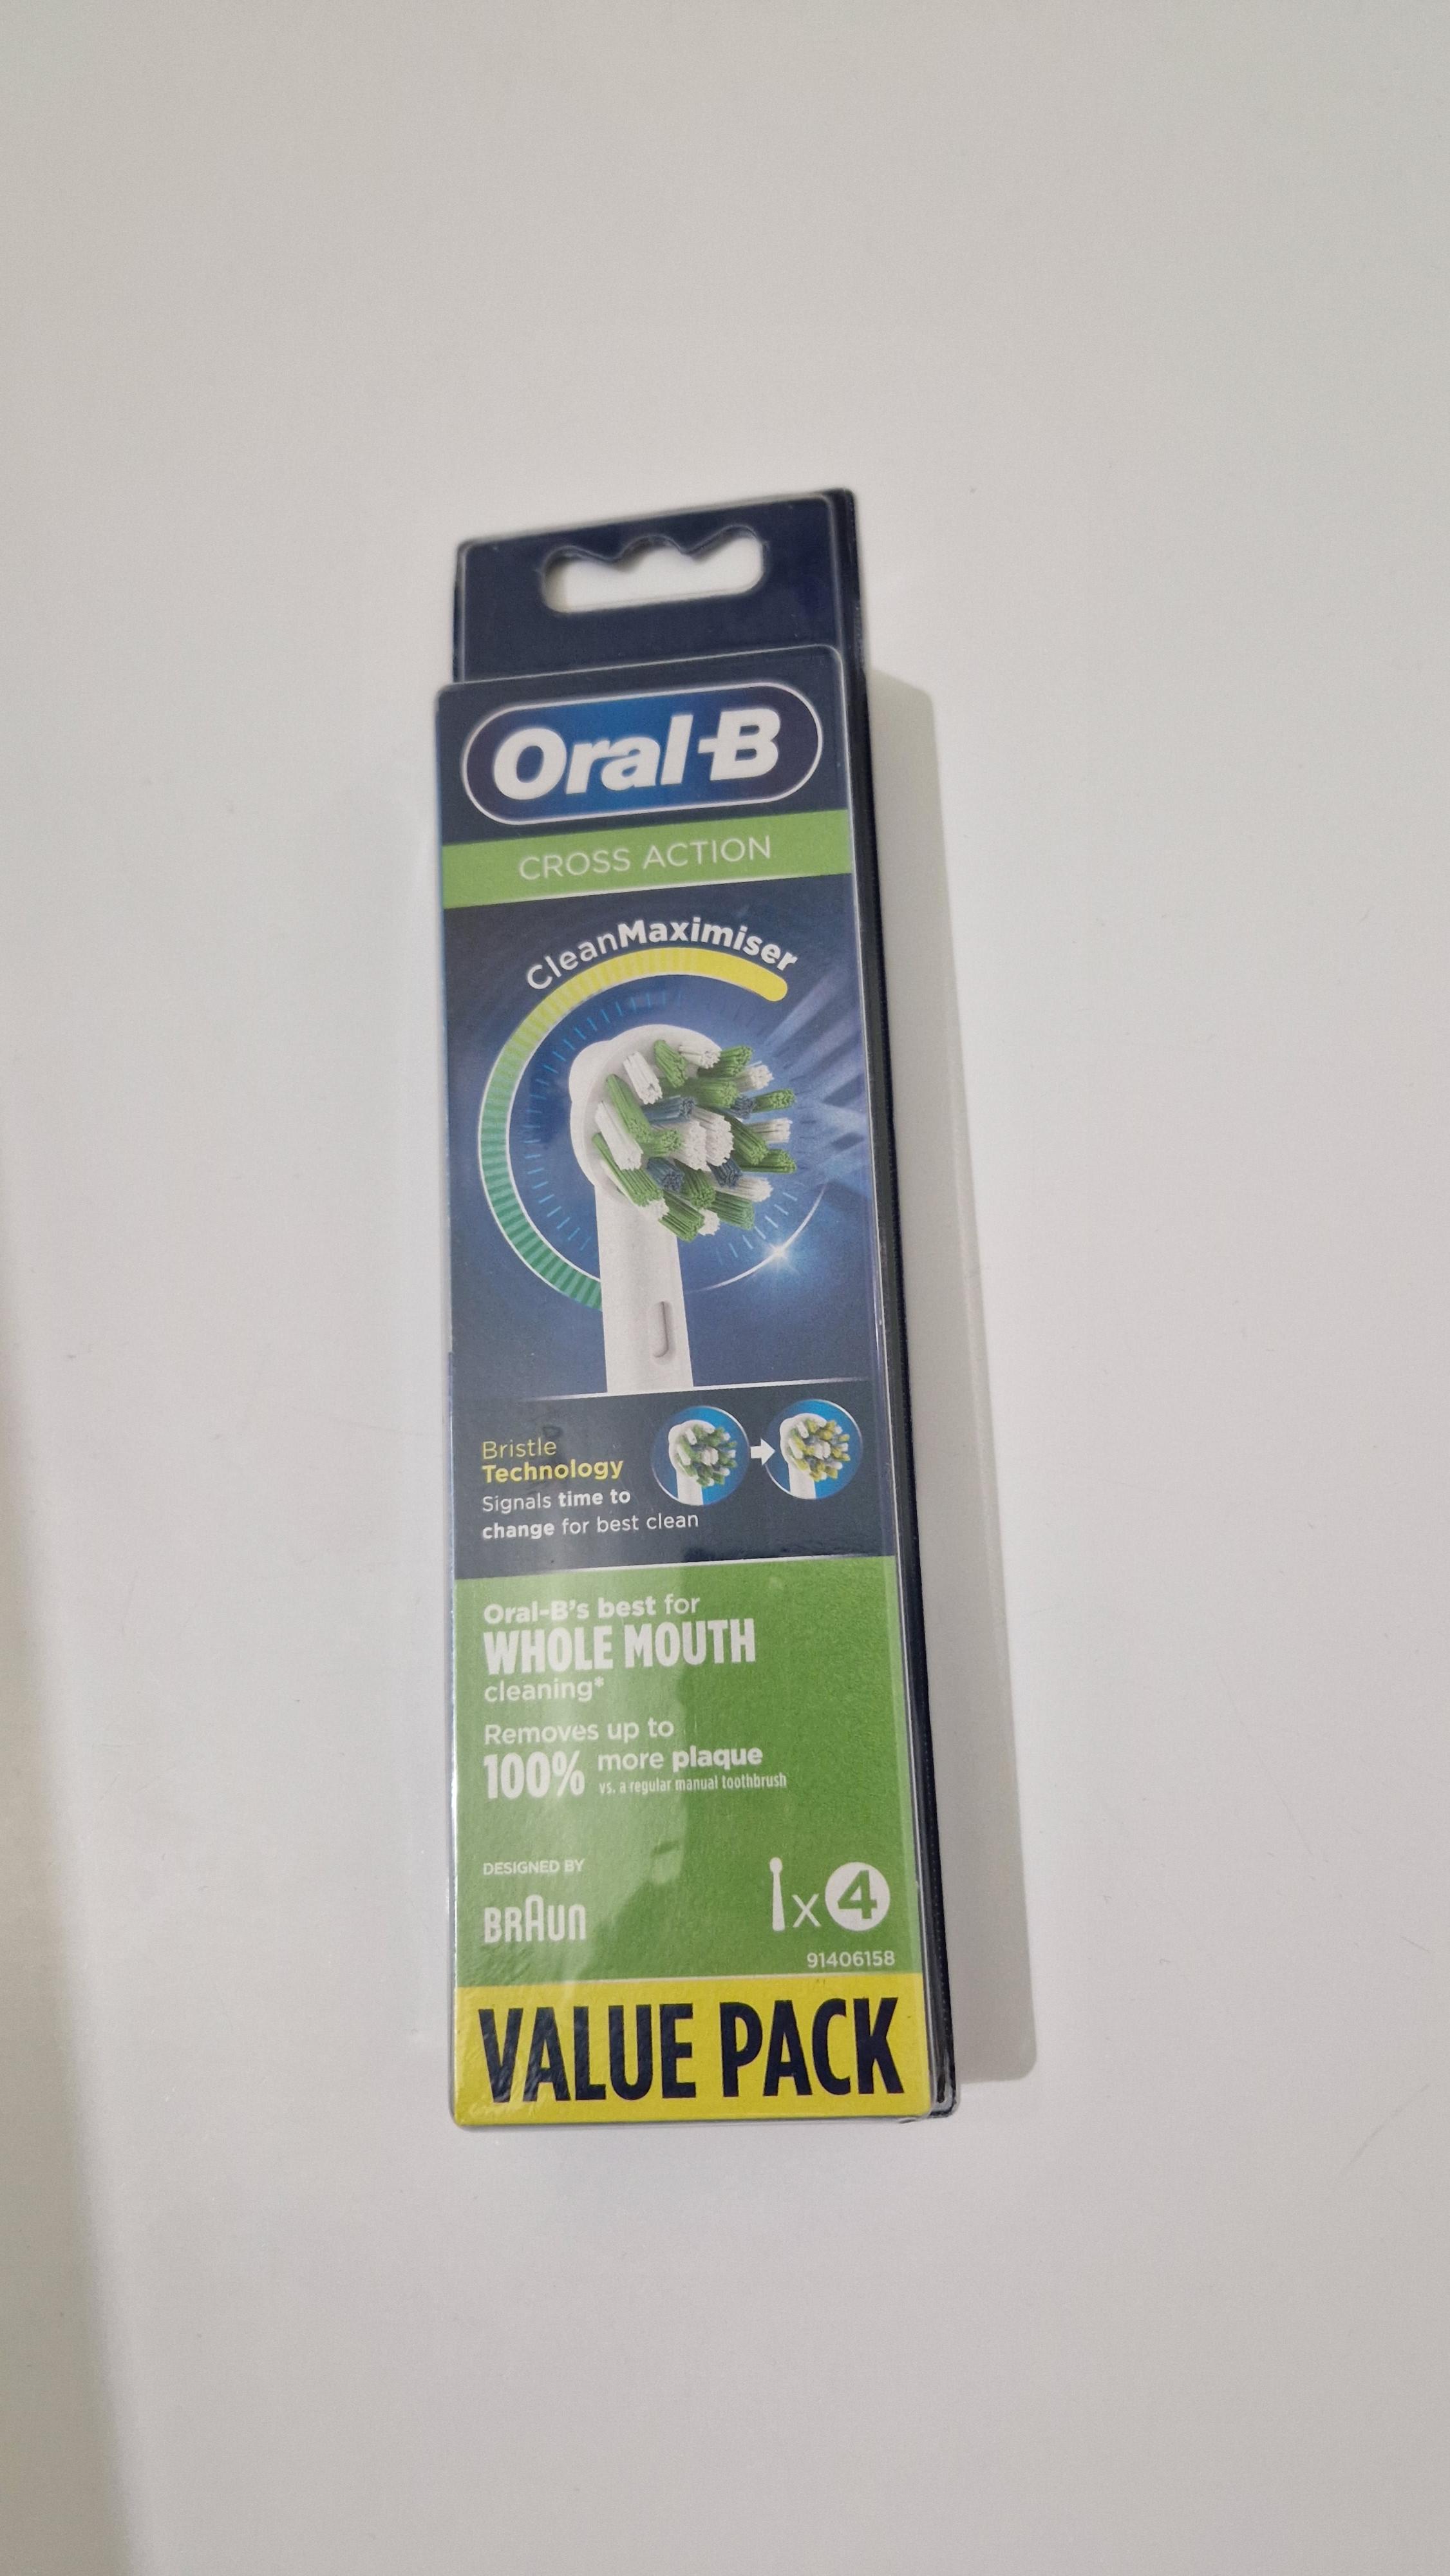 Oral-B
CROSS ACTION
CleanMaximiser
Bristle
Technology
Signals time to
change for best clean
Oral-B's best for
WHOLE MOUTH
cleaning*
Removes up to
100% more plaque
vs. a regular manual toothbrush
DESIGNED BY
BRAUN
x4
91406158
VALUE PACK